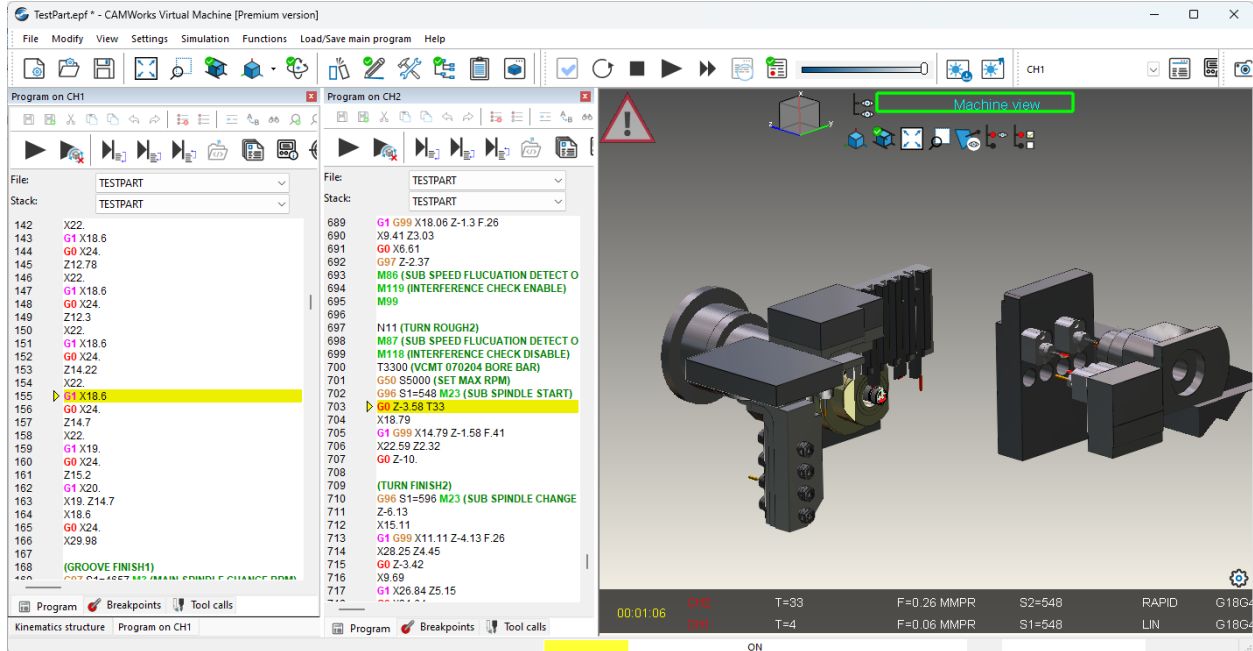 TestPart.epf * - CAMWorks Virtual Machine [Premium version]
File Modify View Settings Simulation Functions Load/Save main program Help
CH1
Program on CH1
File: TESTPART
Stack: TESTPART
142 X22.
143 G1 X18.6
144 G0 X24.
145 Z12.78
146 X22.
147 G1 X18.6
148 G0 X24.
149 Z12.3
150 X22.
151 G1 X18.6
152 G0 X24.
153 Z14.22
154 X22.
155 G1 X18.6
156 G0 X24.
157 Z14.7
158 X22.
159 G1 X19.
160 G0 X24.
161 Z15.2
162 G1 X20.
163 X19. Z14.7
164 X18.6
165 G0 X24.
166 X29.98
167
168 (GROOVE FINISH1)
169 G97 S1=4657 M3 (MAIN SPINDLE CHANGE RPM)
Program Breakpoints Tool calls
Kinematics structure Program on CH1
Program on CH2
File: TESTPART
Stack: TESTPART
689 G1 G99 X18.06 Z-1.3 F.26
690 X9.41 Z3.03
691 G0 X6.61
692 G97 Z-2.37
693 M86 (SUB SPEED FLUCUATION DETECT O
694 M119 (INTERFERENCE CHECK ENABLE)
695 M99
696
697 N11 (TURN ROUGH2)
698 M87 (SUB SPEED FLUCUATION DETECT O
699 M118 (INTERFERENCE CHECK DISABLE)
700 T3300 (VCMT 070204 BORE BAR)
701 G50 S5000 (SET MAX RPM)
702 G96 S1=548 M23 (SUB SPINDLE START)
703 G0 Z-3.58 T33
704 X18.79
705 G1 G99 X14.79 Z-1.58 F.41
706 X22.59 Z2.32
707 G0 Z-10.
708
709 (TURN FINISH2)
710 G96 S1=596 M23 (SUB SPINDLE CHANGE
711 Z-6.13
712 X15.11
713 G1 G99 X11.11 Z-4.13 F.26
714 X28.25 Z4.45
715 G0 Z-3.42
716 X9.69
717 G1 X26.84 Z5.15
Program Breakpoints Tool calls
Machine view
x
z
y
00:01:06
CH2 T=33 F=0.26 MMPR S2=548 RAPID G18G4
T=4 F=0.06 MMPR S1=548 LIN G18G4
ON